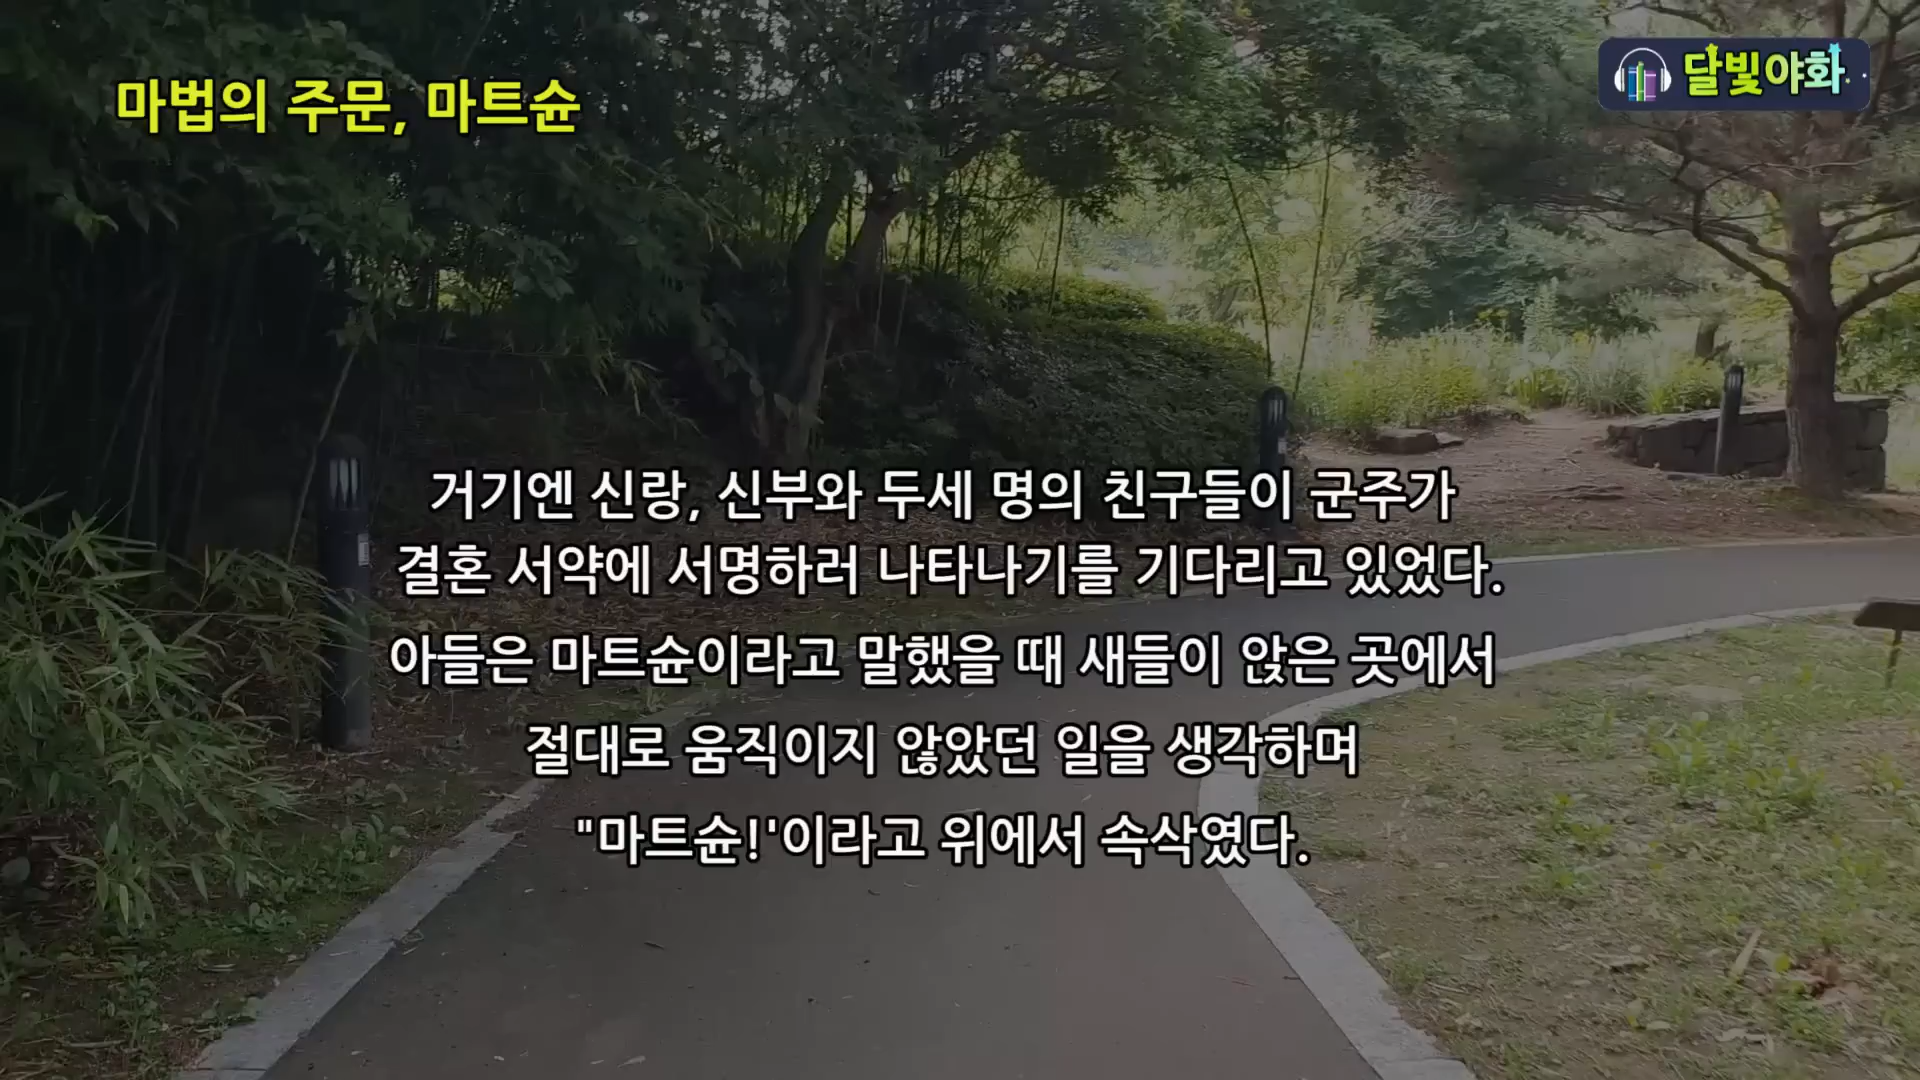 마법의 주문, 마트슌
달빛야화
거기엔 신랑, 신부와 두세 명의 친구들이 군주가
결혼 서약에 서명하러 나타나기를 기다리고 있었다.
아들은 마트슌이라고 말했을 때 새들이 앉은 곳에서
절대로 움직이지 않았던 일을 생각하며
"마트슌!'이라고 위에서 속삭였다.